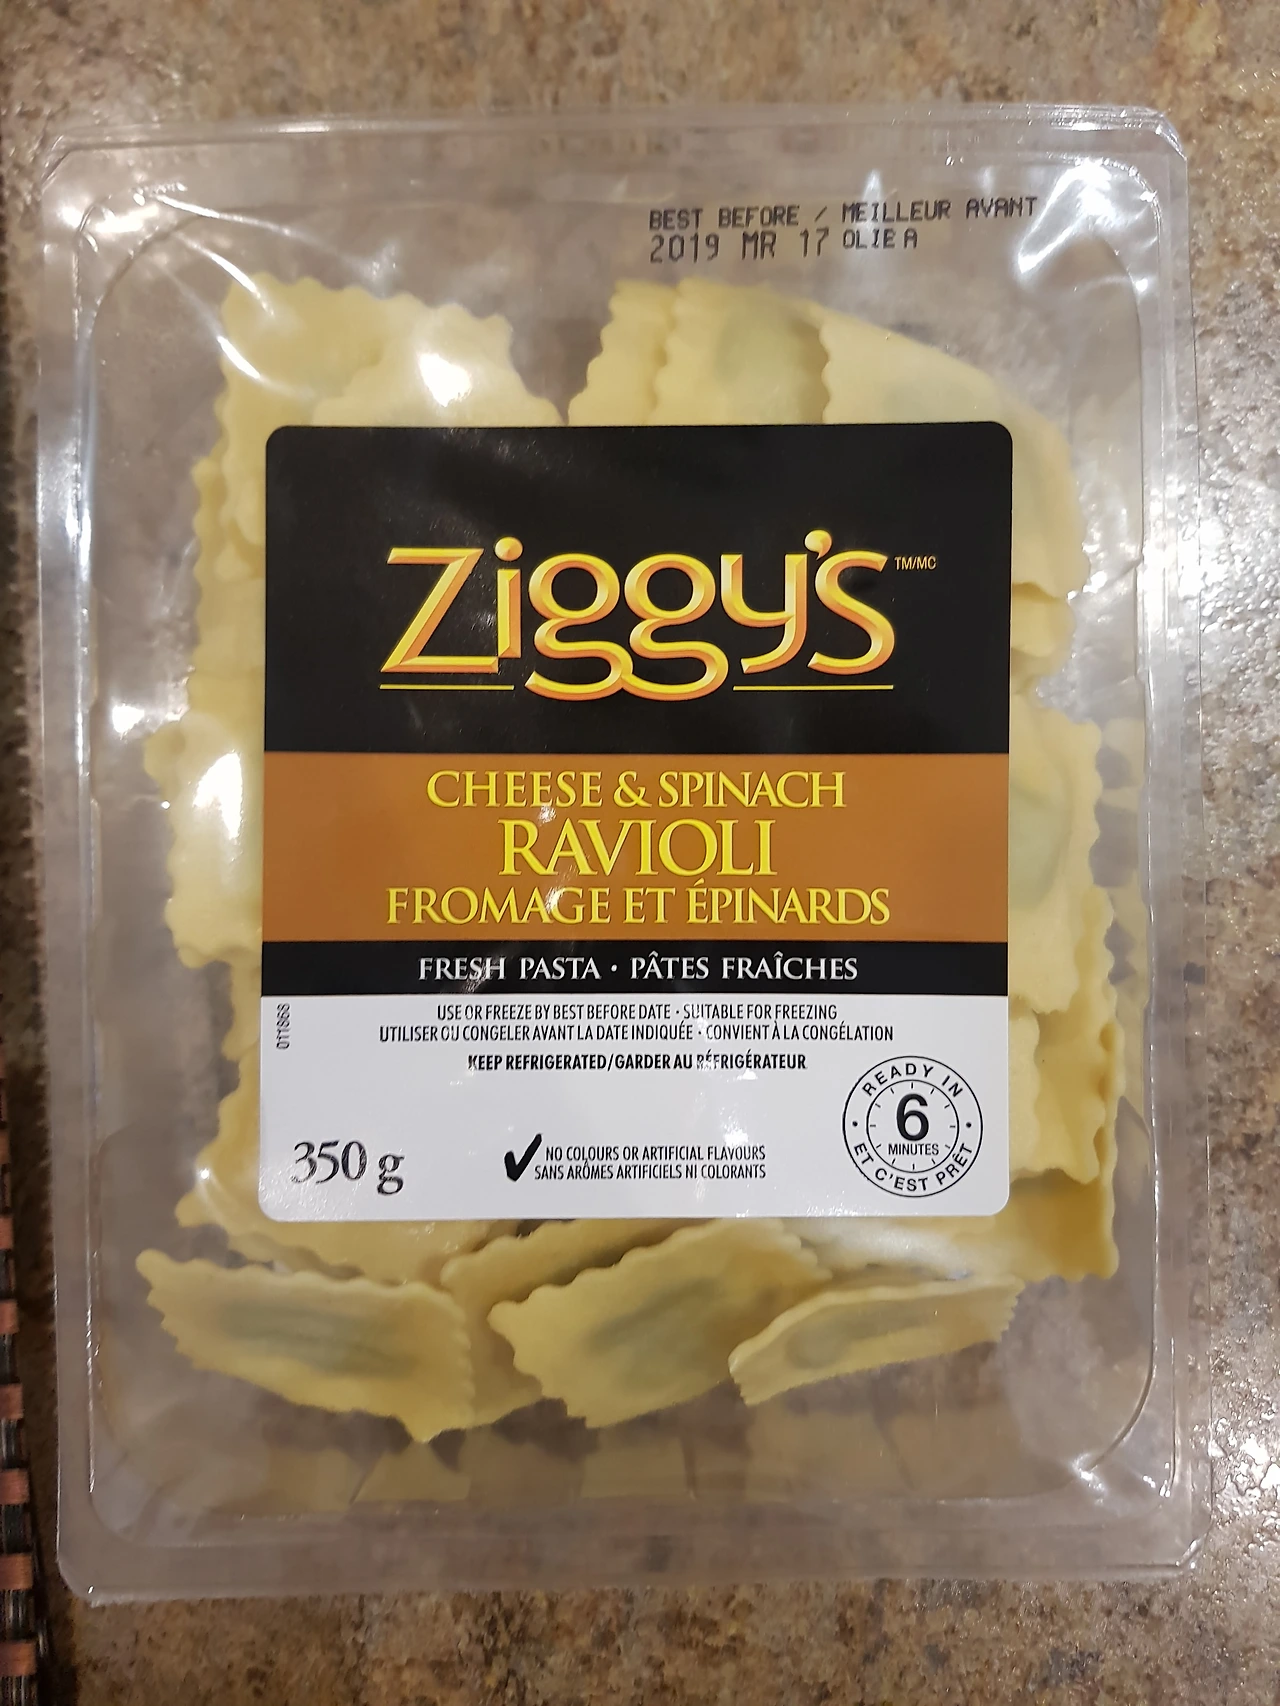 BEST BEFORE / MEILLEUR AVANT
2019 MR 17 OLIE A
Ziggy's TM/MC
CHEESE & SPINACH
RAVIOLI
FROMAGE ET ÉPINARDS
FRESH PASTA · PÂTES FRAÎCHES
USE OR FREEZE BY BEST BEFORE DATE · SUITABLE FOR FREEZING
UTILISER OU CONGELER AVANT LA DATE INDIQUÉE · CONVIENT À LA CONGÉLATION
KEEP REFRIGERATED/GARDER AU RÉFRIGÉRATEUR
011868
350 g
NO COLOURS OR ARTIFICIAL FLAVOURS
SANS ARÔMES ARTIFICIELS NI COLORANTS
READY IN
6
MINUTES
ET C'EST PRÊT